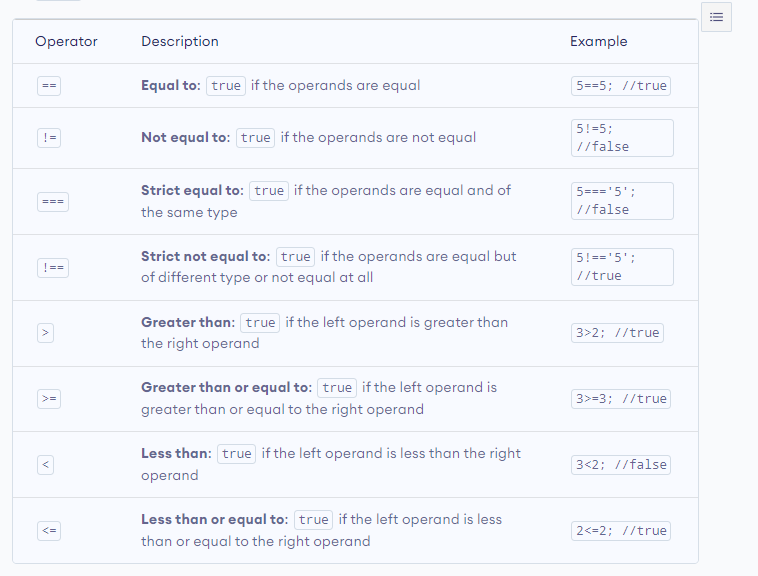 Operator Description Example
== Equal to: true if the operands are equal 5==5; //true
!= Not equal to: true if the operands are not equal 5!=5;
//false
=== Strict equal to: true if the operands are equal and of
the same type 5==='5';
//false
!== Strict not equal to: true if the operands are equal but
of different type or not equal at all 5!=='5';
//true
> Greater than: true if the left operand is greater than
the right operand 3>2; //true
>= Greater than or equal to: true if the left operand is
greater than or equal to the right operand 3>=3; //true
< Less than: true if the left operand is less than the right
operand 3<2; //false
<= Less than or equal to: true if the left operand is less
than or equal to the right operand 2<=2; //true